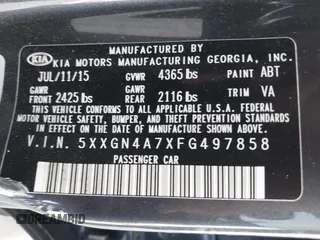 MANUFACTURED BY
KIA KIA MOTORS MANUFACTURING GEORGIA, INC.
JUL/11/15 GVWR 4365 lbs PAINT ABT
GAWR FRONT 2425 lbs GAWR REAR 2116 lbs TRIM VA
THIS VEHICLE CONFORMS TO ALL APPLICABLE FEDERAL
MOTOR VEHICLE SAFETY, BUMPER, AND THEFT PREVENTION
STANDARDS IN EFFECT ON THE DATE OF MANUFACTURE
SHOWN ABOVE.
V.I.N. 5XXGN4A7XFG497858
PASSENGER CAR
DREAMBID